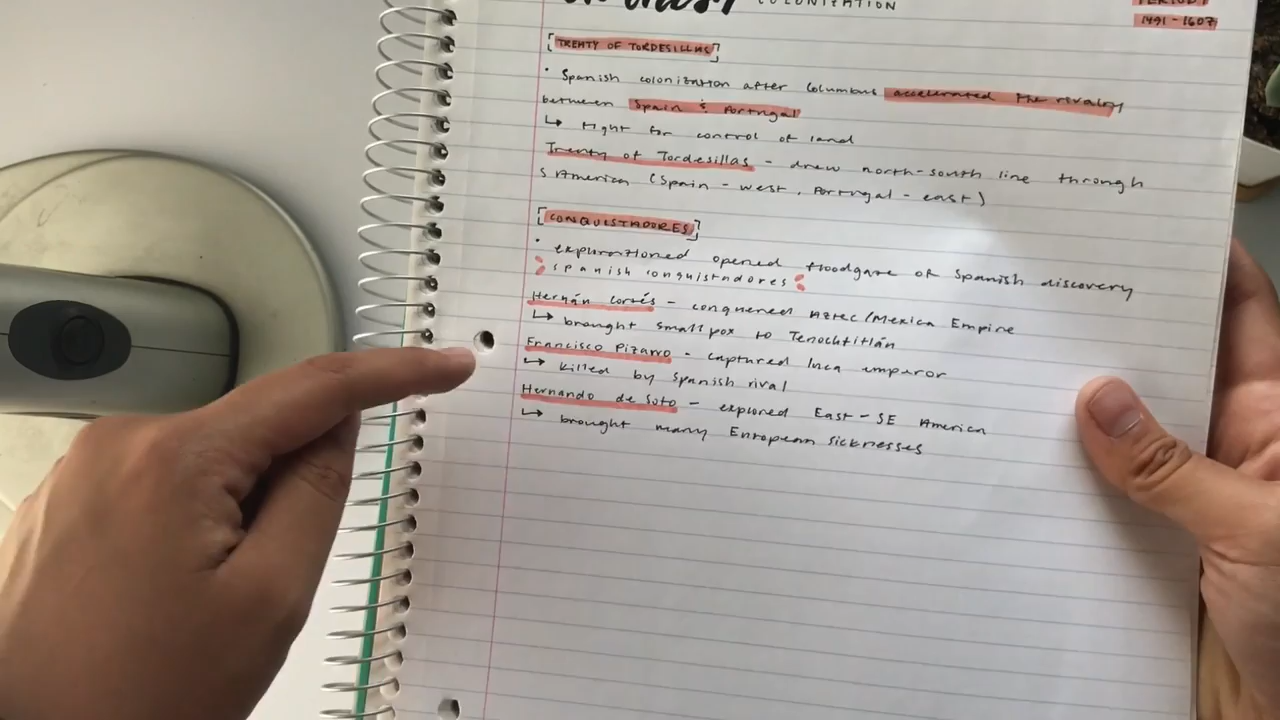 COLONIZATION
PERIOD 1
1491-1607
[TREATY OF TORDESILLAS]
• Spanish colonization after Columbus accelerated the rivalry
between Spain & Portugal
↳ fight for control of land
Treaty of Tordesillas - drew north-south line through
S America (Spain - west, Portugal - east)
[CONQUISTADORES]
• opened floodgate of Spanish discovery
spanish conquistadores
Hernán Cortés - conquered Aztec/Mexica Empire
↳ brought smallpox to Tenochtitlán
Francisco Pizarro - captured Inca emperor
↳ killed by Spanish rival
Hernando de Soto - explored East-SE America
↳ brought many European sicknesses